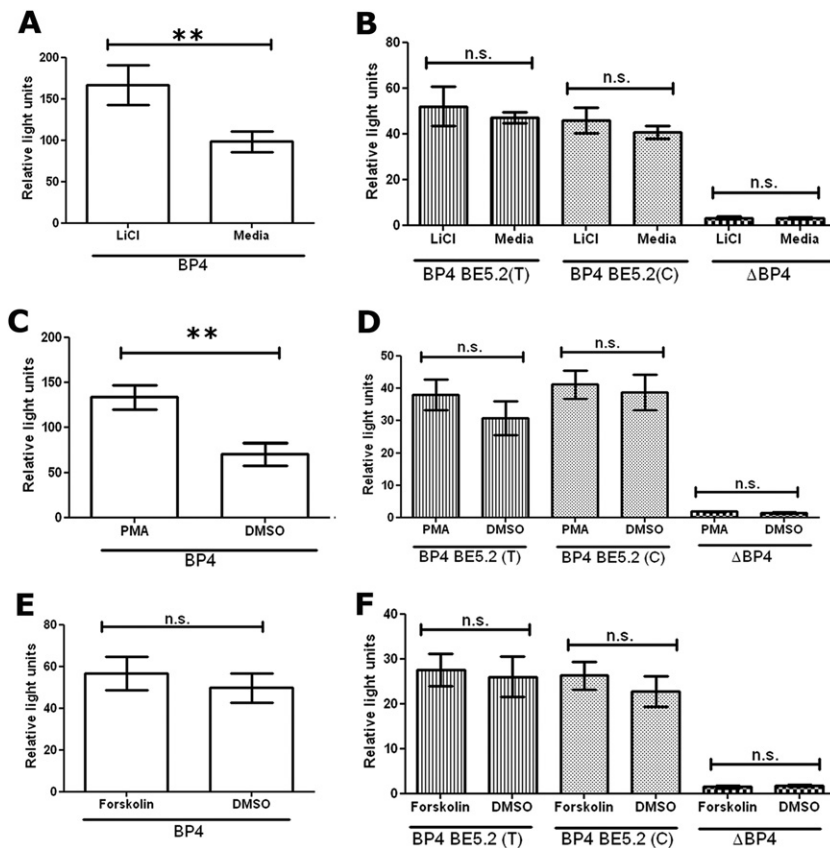 A
**
Relative light units
200
150
100
50
0
LiCl
Media
BP4
B
n.s.
n.s.
n.s.
Relative light units
80
60
40
20
0
LiCl
Media
LiCl
Media
LiCl
Media
BP4 BE5.2(T)
BP4 BE5.2(C)
ΔBP4
C
**
Relative light units
200
150
100
50
0
PMA
DMSO
BP4
D
n.s.
n.s.
n.s.
Relative light units
50
40
30
20
10
0
PMA
DMSO
PMA
DMSO
PMA
DMSO
BP4 BE5.2 (T)
BP4 BE5.2 (C)
ΔBP4
E
n.s.
Relative light units
80
60
40
20
0
Forskolin
DMSO
BP4
F
n.s.
n.s.
n.s.
Relative light units
40
30
20
10
0
Forskolin
DMSO
Forskolin
DMSO
Forskolin
DMSO
BP4 BE5.2 (T)
BP4 BE5.2 (C)
ΔBP4